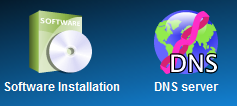 SOFTWARE
DNS
Software Installation
DNS server